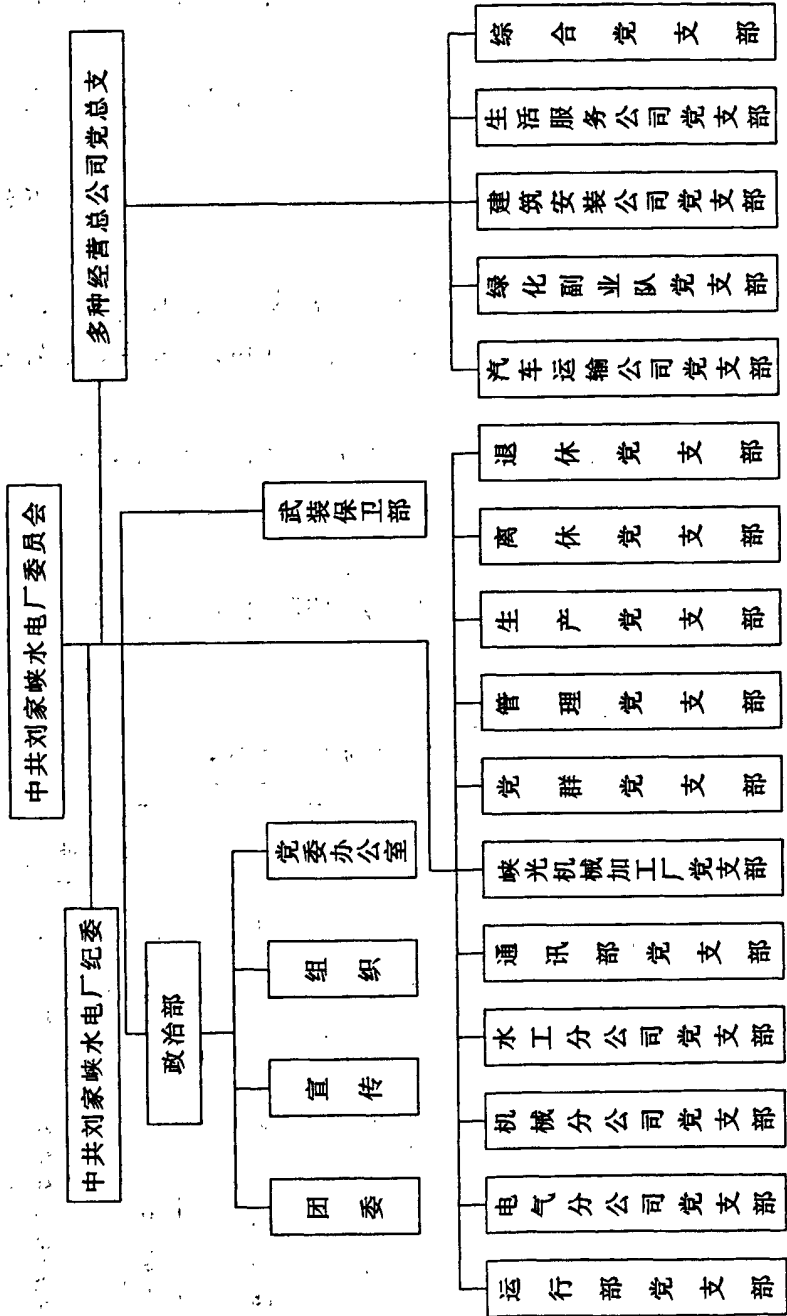 中共刘家峡水电厂委员会
中共刘家峡水电厂纪委
多种经营总公司党总支
政治部
武装保卫部
团委
宣传
组织
党委办公室
运行部党支部
电气分公司党支部
机械分公司党支部
水工分公司党支部
通讯部党支部
峡光机械加工厂党支部
党群党支部
管理党支部
生产党支部
离休党支部
退休党支部
汽车运输公司党支部
绿化副业队党支部
建筑安装公司党支部
生活服务公司党支部
综合党支部